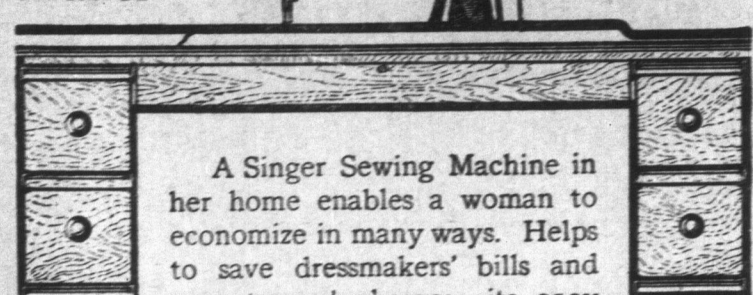 A Singer Sewing Machine in
her home enables a woman to
economize in many ways. Helps
to save dressmakers' bills and